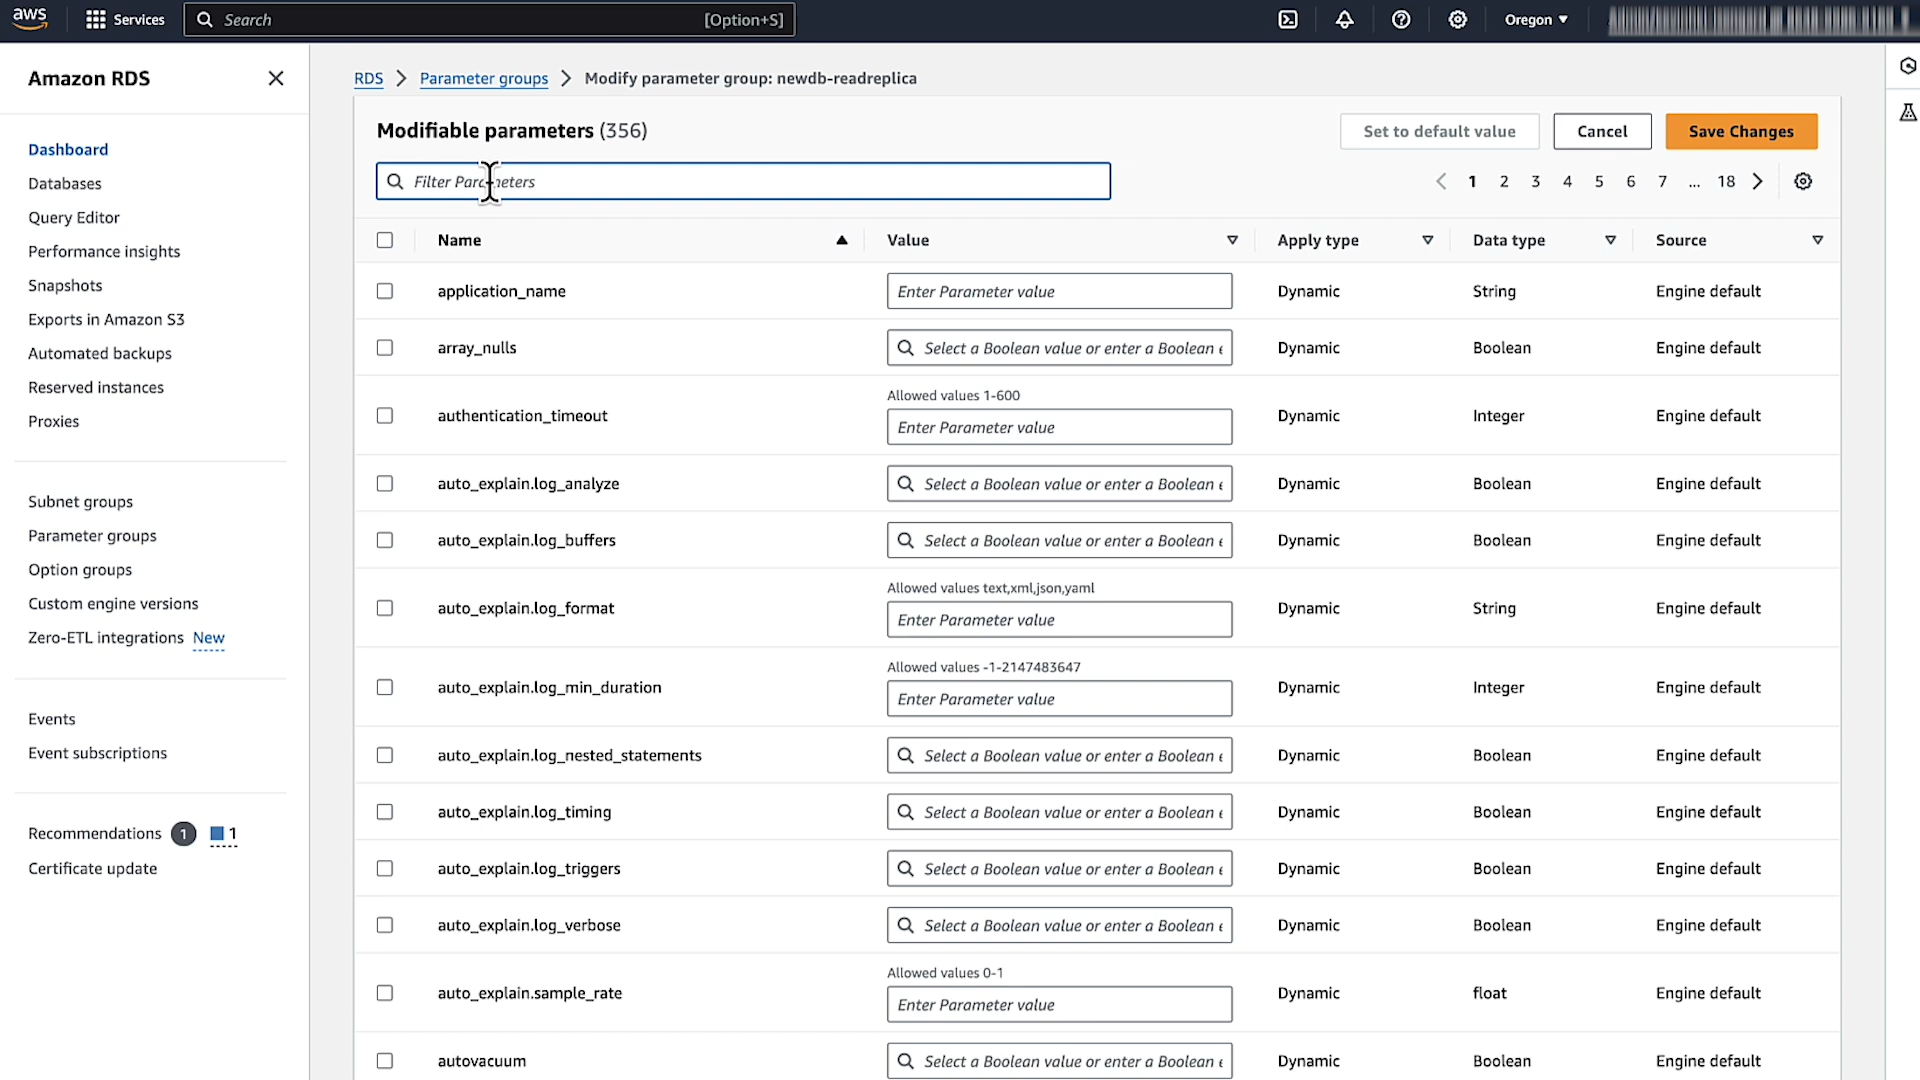 aws
Services
Search
[Option+S]
Oregon
Amazon RDS
Dashboard
Databases
Query Editor
Performance insights
Snapshots
Exports in Amazon S3
Automated backups
Reserved instances
Proxies
Subnet groups
Parameter groups
Option groups
Custom engine versions
Zero-ETL integrations New
Events
Event subscriptions
Recommendations 1 1
Certificate update
RDS > Parameter groups > Modify parameter group: newdb-readreplica
Modifiable parameters (356)
Set to default value
Cancel
Save Changes
Filter Parameters
1 2 3 4 5 6 7 ... 18
Name Value Apply type Data type Source
application_name Enter Parameter value Dynamic String Engine default
array_nulls Select a Boolean value or enter a Boolean e Dynamic Boolean Engine default
Allowed values 1-600
authentication_timeout Enter Parameter value Dynamic Integer Engine default
auto_explain.log_analyze Select a Boolean value or enter a Boolean e Dynamic Boolean Engine default
auto_explain.log_buffers Select a Boolean value or enter a Boolean e Dynamic Boolean Engine default
Allowed values text,xml,json,yaml
auto_explain.log_format Enter Parameter value Dynamic String Engine default
Allowed values -1-2147483647
auto_explain.log_min_duration Enter Parameter value Dynamic Integer Engine default
auto_explain.log_nested_statements Select a Boolean value or enter a Boolean e Dynamic Boolean Engine default
auto_explain.log_timing Select a Boolean value or enter a Boolean e Dynamic Boolean Engine default
auto_explain.log_triggers Select a Boolean value or enter a Boolean e Dynamic Boolean Engine default
auto_explain.log_verbose Select a Boolean value or enter a Boolean e Dynamic Boolean Engine default
Allowed values 0-1
auto_explain.sample_rate Enter Parameter value Dynamic float Engine default
autovacuum Select a Boolean value or enter a Boolean e Dynamic Boolean Engine default